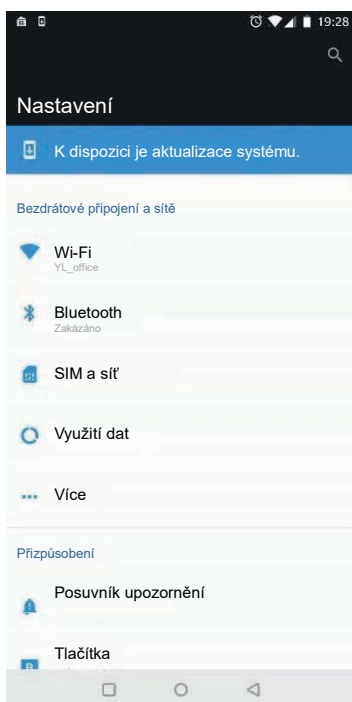 19:28
Nastavení
K dispozici je aktualizace systému.
Bezdrátové připojení a sítě
Wi-Fi
YL_office
Bluetooth
Zakázáno
SIM a síť
Využití dat
Více
Přizpůsobení
Posuvník upozornění
Tlačítka